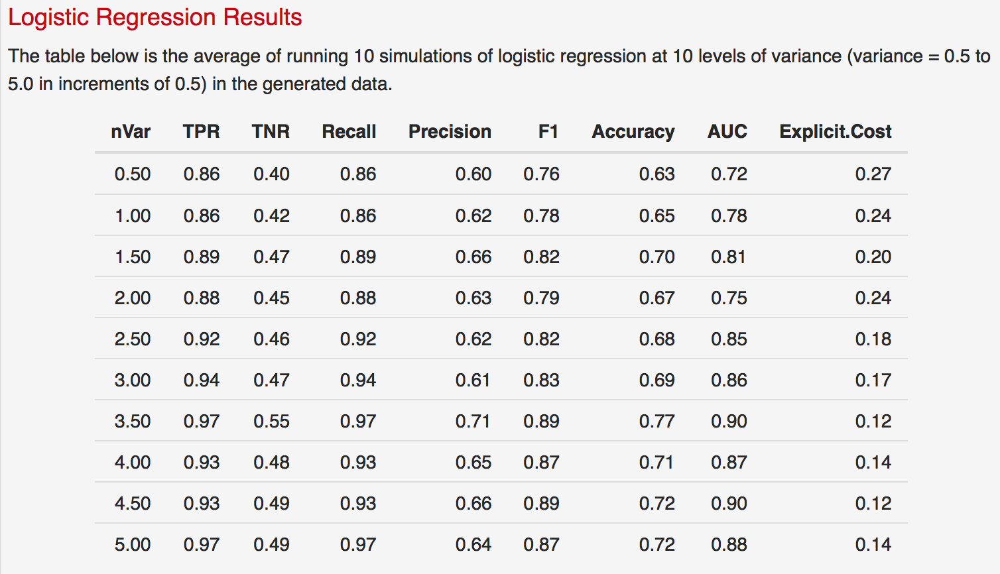 Logistic Regression Results
The table below is the average of running 10 simulations of logistic regression at 10 levels of variance (variance = 0.5 to
5.0 in increments of 0.5) in the generated data.
nVar TPR TNR Recall Precision F1 Accuracy AUC Explicit.Cost
0.50 0.86 0.40 0.86 0.60 0.76 0.63 0.72 0.27
1.00 0.86 0.42 0.86 0.62 0.78 0.65 0.78 0.24
1.50 0.89 0.47 0.89 0.66 0.82 0.70 0.81 0.20
2.00 0.88 0.45 0.88 0.63 0.79 0.67 0.75 0.24
2.50 0.92 0.46 0.92 0.62 0.82 0.68 0.85 0.18
3.00 0.94 0.47 0.94 0.61 0.83 0.69 0.86 0.17
3.50 0.97 0.55 0.97 0.71 0.89 0.77 0.90 0.12
4.00 0.93 0.48 0.93 0.65 0.87 0.71 0.87 0.14
4.50 0.93 0.49 0.93 0.66 0.89 0.72 0.90 0.12
5.00 0.97 0.49 0.97 0.64 0.87 0.72 0.88 0.14